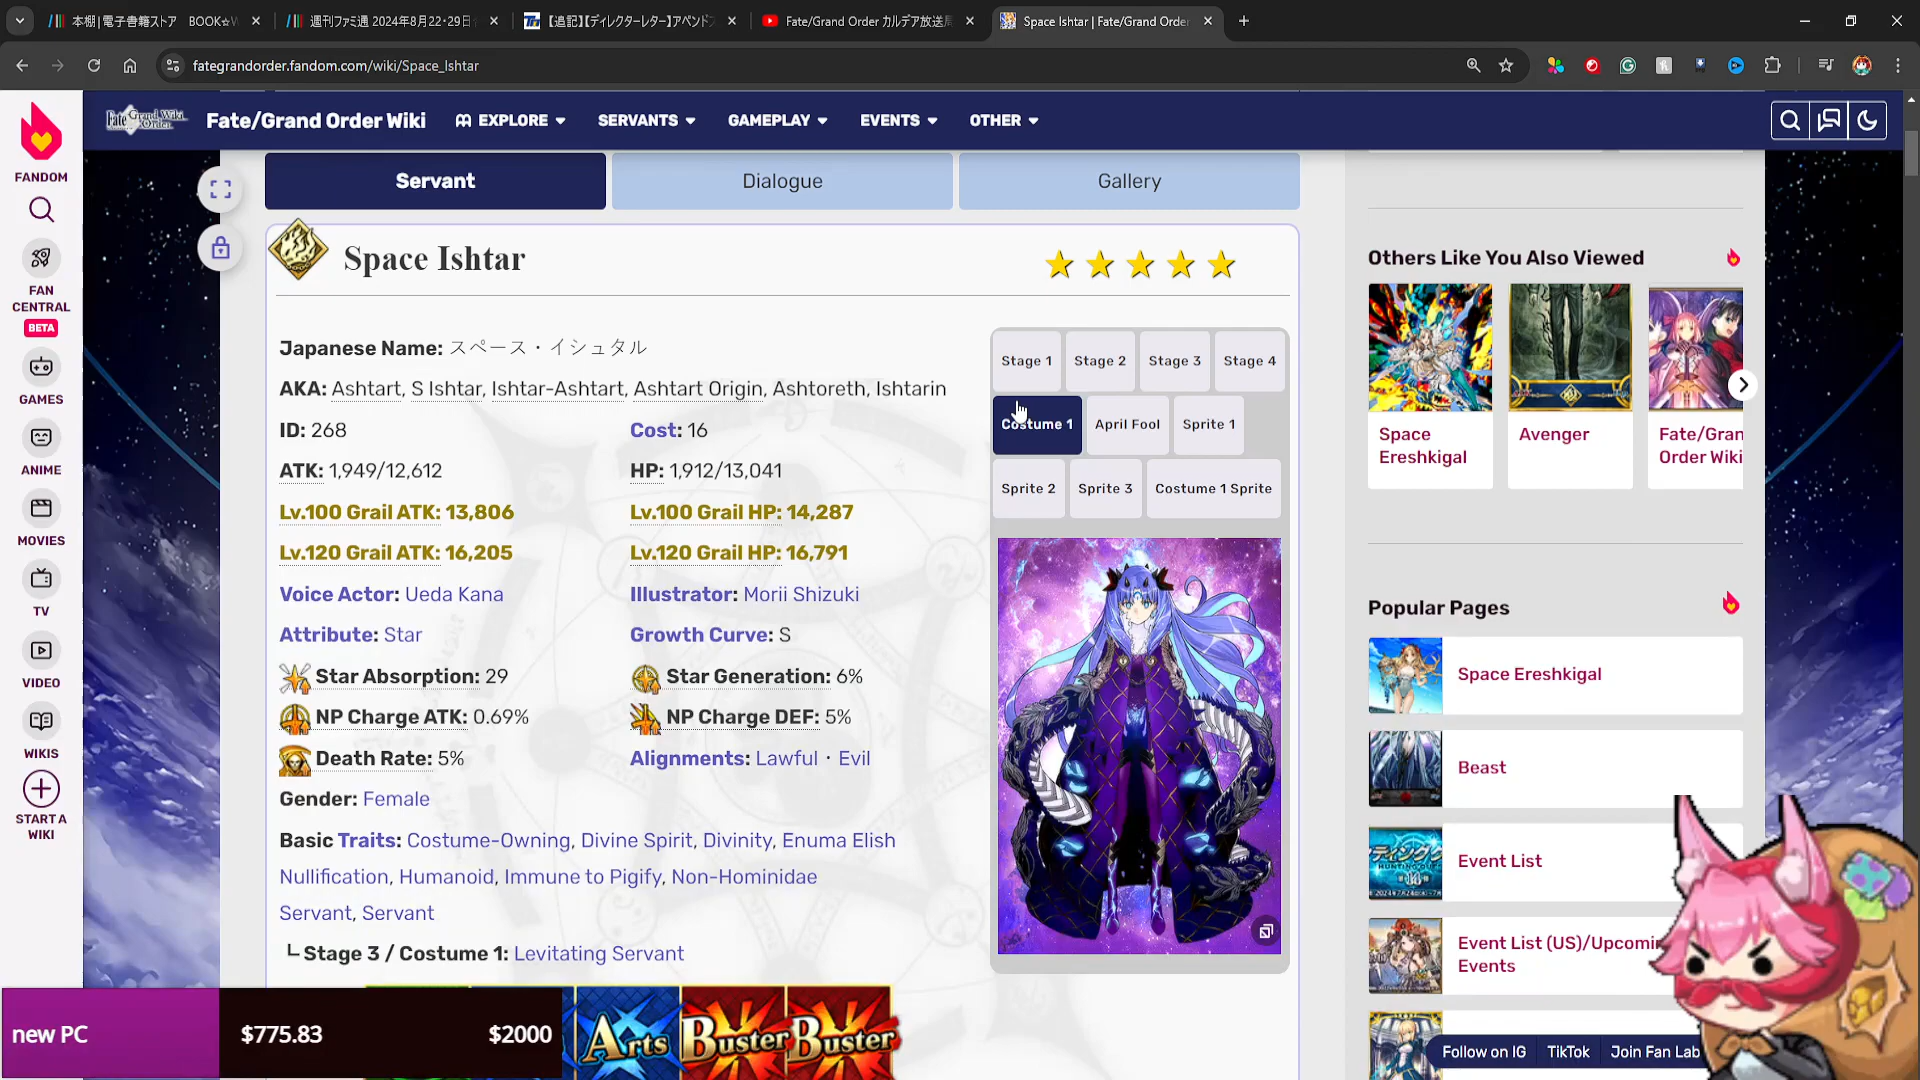 本棚 | 電子書籍ストア BOOK☆W
週刊ファミ通 2024年8月22・29日
【追記】【ディレクターレター】アペンド
Fate/Grand Order カルデア放送局
Space Ishtar | Fate/Grand Order
fategrandorder.fandom.com/wiki/Space_Ishtar
Fate/Grand Order Wiki
EXPLORE
SERVANTS
GAMEPLAY
EVENTS
OTHER
FANDOM
FAN CENTRAL
BETA
GAMES
ANIME
MOVIES
TV
VIDEO
WIKIS
START A WIKI
Servant
Dialogue
Gallery
Space Ishtar
Japanese Name: スペース・イシュタル
AKA: Ashtart, S Ishtar, Ishtar-Ashtart, Ashtart Origin, Ashtoreth, Ishtarin
ID: 268
Cost: 16
ATK: 1,949/12,612
HP: 1,912/13,041
Lv.100 Grail ATK: 13,806
Lv.100 Grail HP: 14,287
Lv.120 Grail ATK: 16,205
Lv.120 Grail HP: 16,791
Voice Actor: Ueda Kana
Illustrator: Morii Shizuki
Attribute: Star
Growth Curve: S
Star Absorption: 29
Star Generation: 6%
NP Charge ATK: 0.69%
NP Charge DEF: 5%
Death Rate: 5%
Alignments: Lawful・Evil
Gender: Female
Basic Traits: Costume-Owning, Divine Spirit, Divinity, Enuma Elish
Nullification, Humanoid, Immune to Pigify, Non-Hominidae
Servant, Servant
┗ Stage 3 / Costume 1: Levitating Servant
Arts
Buster
Buster
Stage 1
Stage 2
Stage 3
Stage 4
Costume 1
April Fool
Sprite 1
Sprite 2
Sprite 3
Costume 1 Sprite
Others Like You Also Viewed
Space Ereshkigal
Avenger
Fate/Gran
Order Wiki
Popular Pages
Space Ereshkigal
Beast
Event List
Event List (US)/Upcomin
Events
Follow on IG
TikTok
Join Fan Lab
new PC
$775.83
$2000